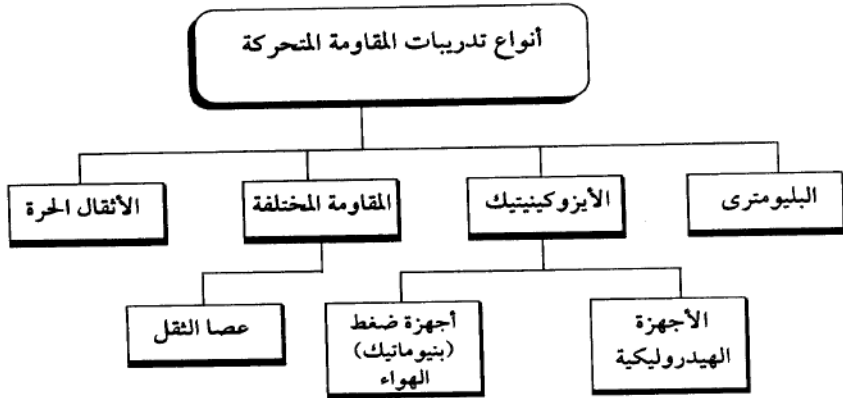 أنواع تدريبات المقاومة المتحركة
البليومترى
الأيزوكينيتيك
المقاومة المختلفة
الأثقال الحرة
الأجهزة
الهيدروليكية
أجهزة ضغط
(بنيوماتيك)
الهواء
عصا الثقل